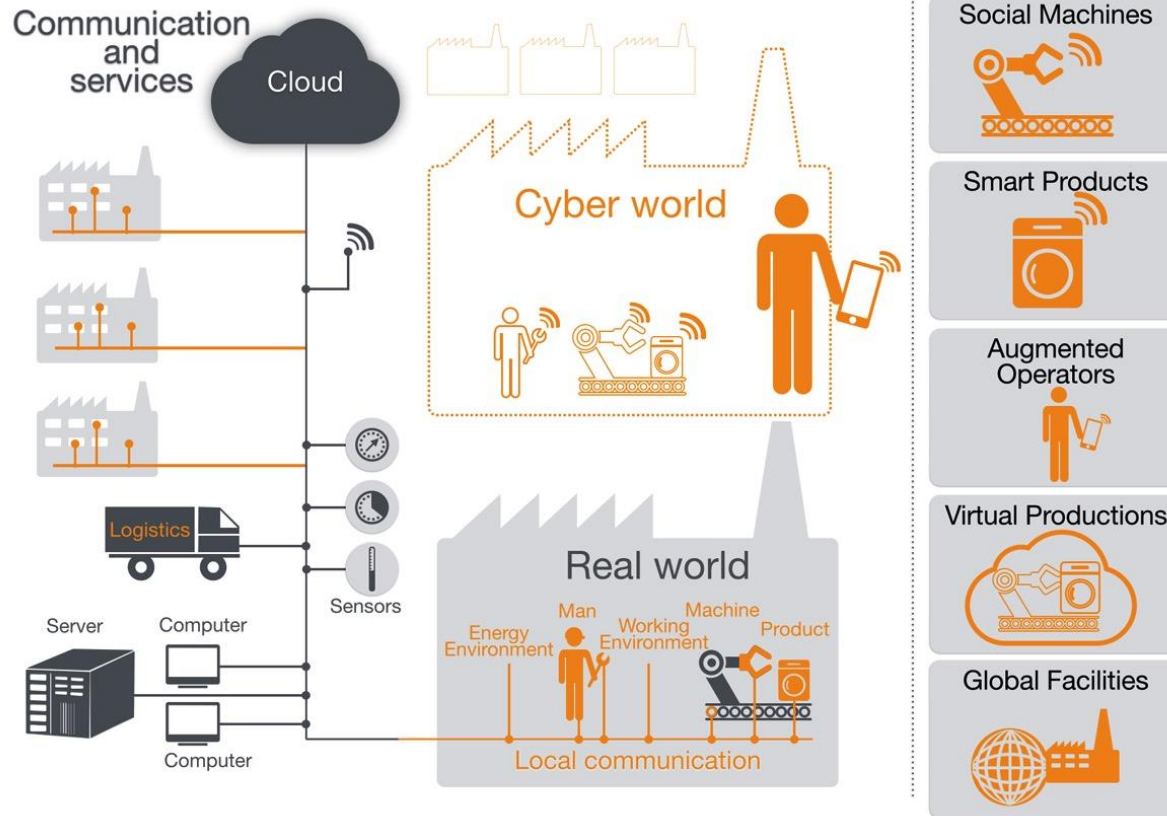 Communication
and
services
Cloud
Cyber world
Logistics
Sensors
Server
Computer
Computer
Real world
Energy
Environment
Man
Working
Environment
Machine
Product
Local communication
Social Machines
Smart Products
Augmented
Operators
Virtual Productions
Global Facilities